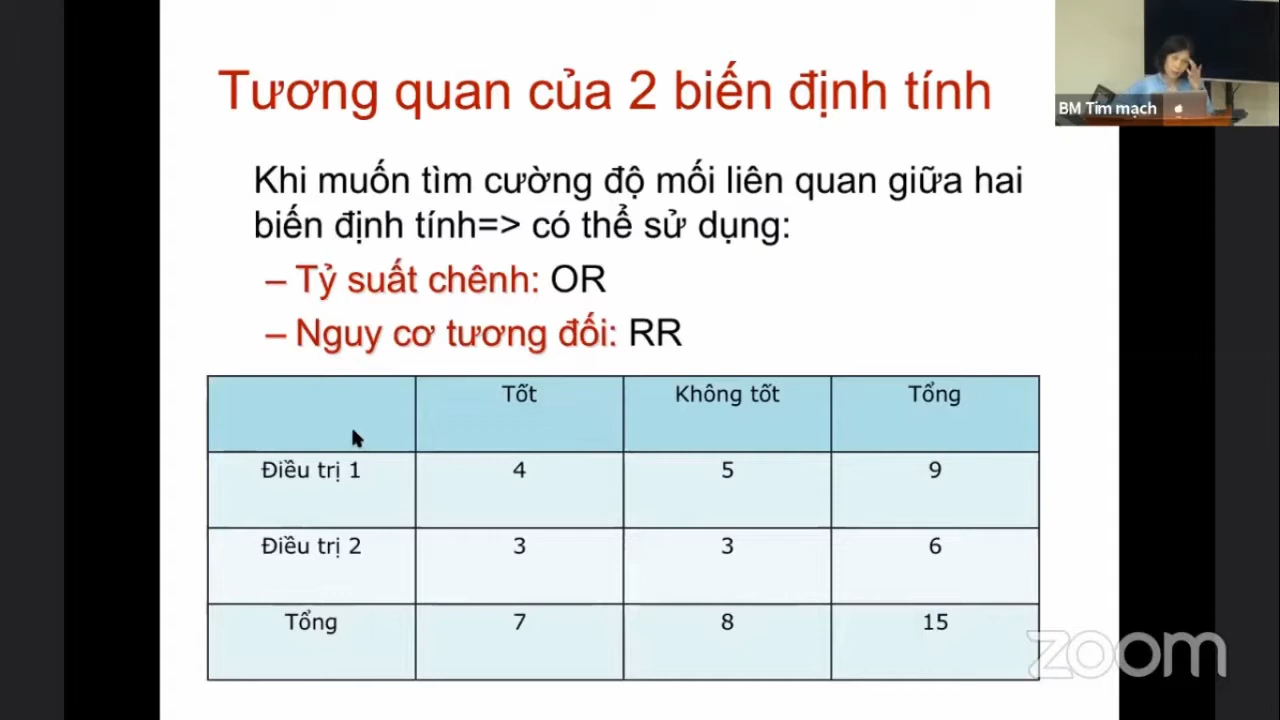 Tương quan của 2 biến định tính
BM Tim mạch
Khi muốn tìm cường độ mối liên quan giữa hai
biến định tính=> có thể sử dụng:
– Tỷ suất chênh: OR
– Nguy cơ tương đối: RR
Tốt Không tốt Tổng
Điều trị 1 4 5 9
Điều trị 2 3 3 6
Tổng 7 8 15
zoom